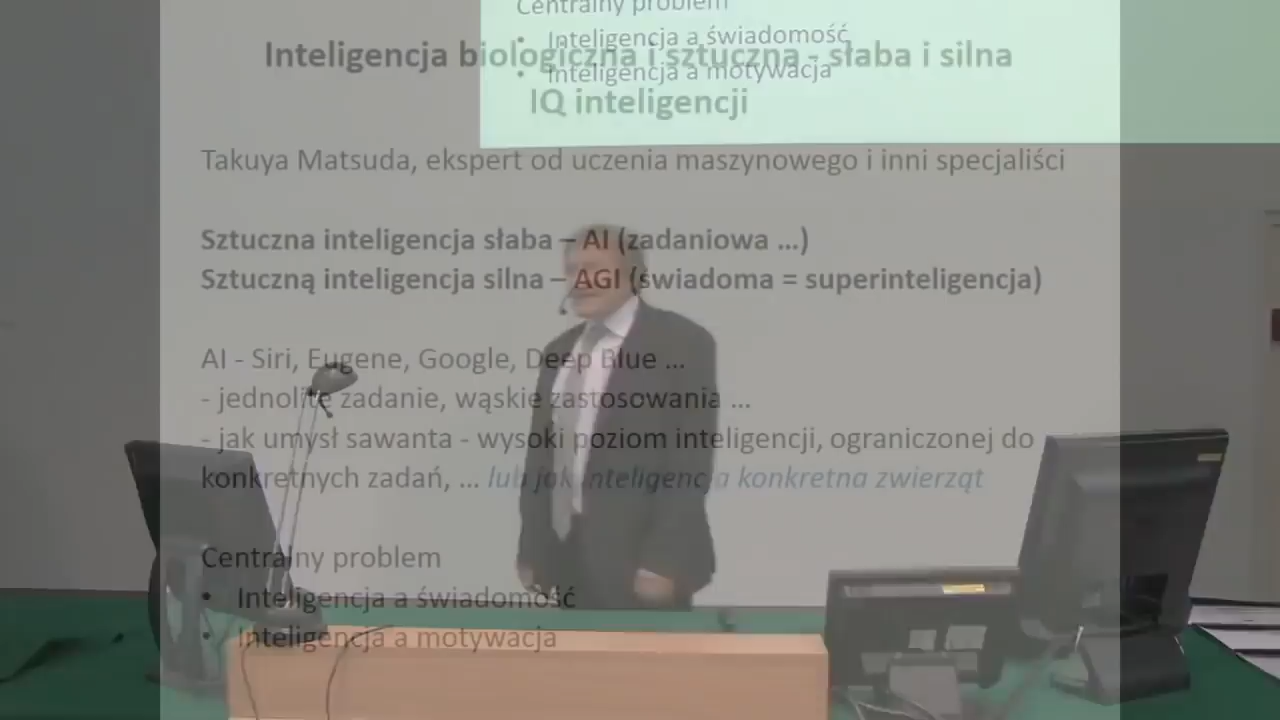 Centralny problem
• Inteligencja a świadomość
• Inteligencja a motywacja
Inteligencja biologiczna i sztuczna - słaba i silna
IQ inteligencji
Takuya Matsuda, ekspert od uczenia maszynowego i inni specjaliści
Sztuczna inteligencja słaba – AI (zadaniowa ...)
Sztuczną inteligencja silna – AGI (świadoma = superinteligencja)
AI - Siri, Eugene, Google, Deep Blue ...
- jednolite zadanie, wąskie zastosowania ...
- jak umysł sawanta - wysoki poziom inteligencji, ograniczonej do
konkretnych zadań, ... lub jak inteligencja konkretna zwierząt
Centralny problem
• Inteligencja a świadomość
• Inteligencja a motywacja